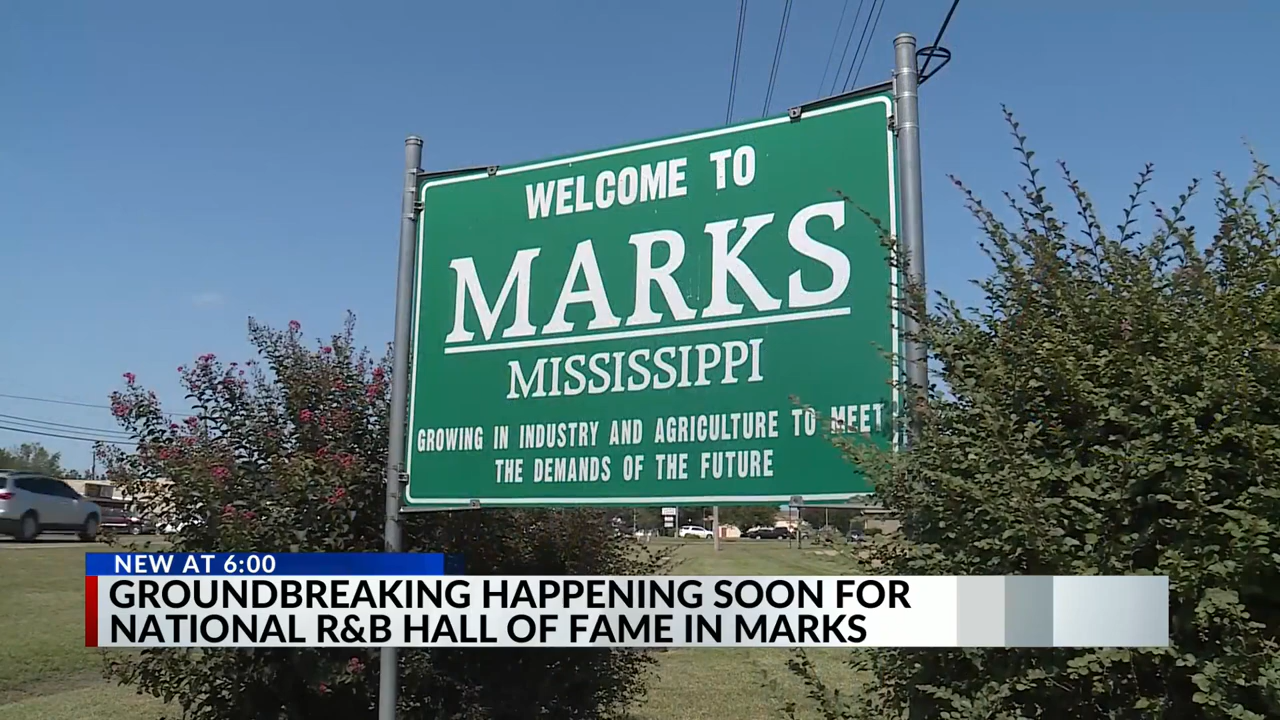 WELCOME TO
MARKS
MISSISSIPPI
GROWING IN INDUSTRY AND AGRICULTURE TO MEET
THE DEMANDS OF THE FUTURE
NEW AT 6:00
GROUNDBREAKING HAPPENING SOON FOR
NATIONAL R&B HALL OF FAME IN MARKS